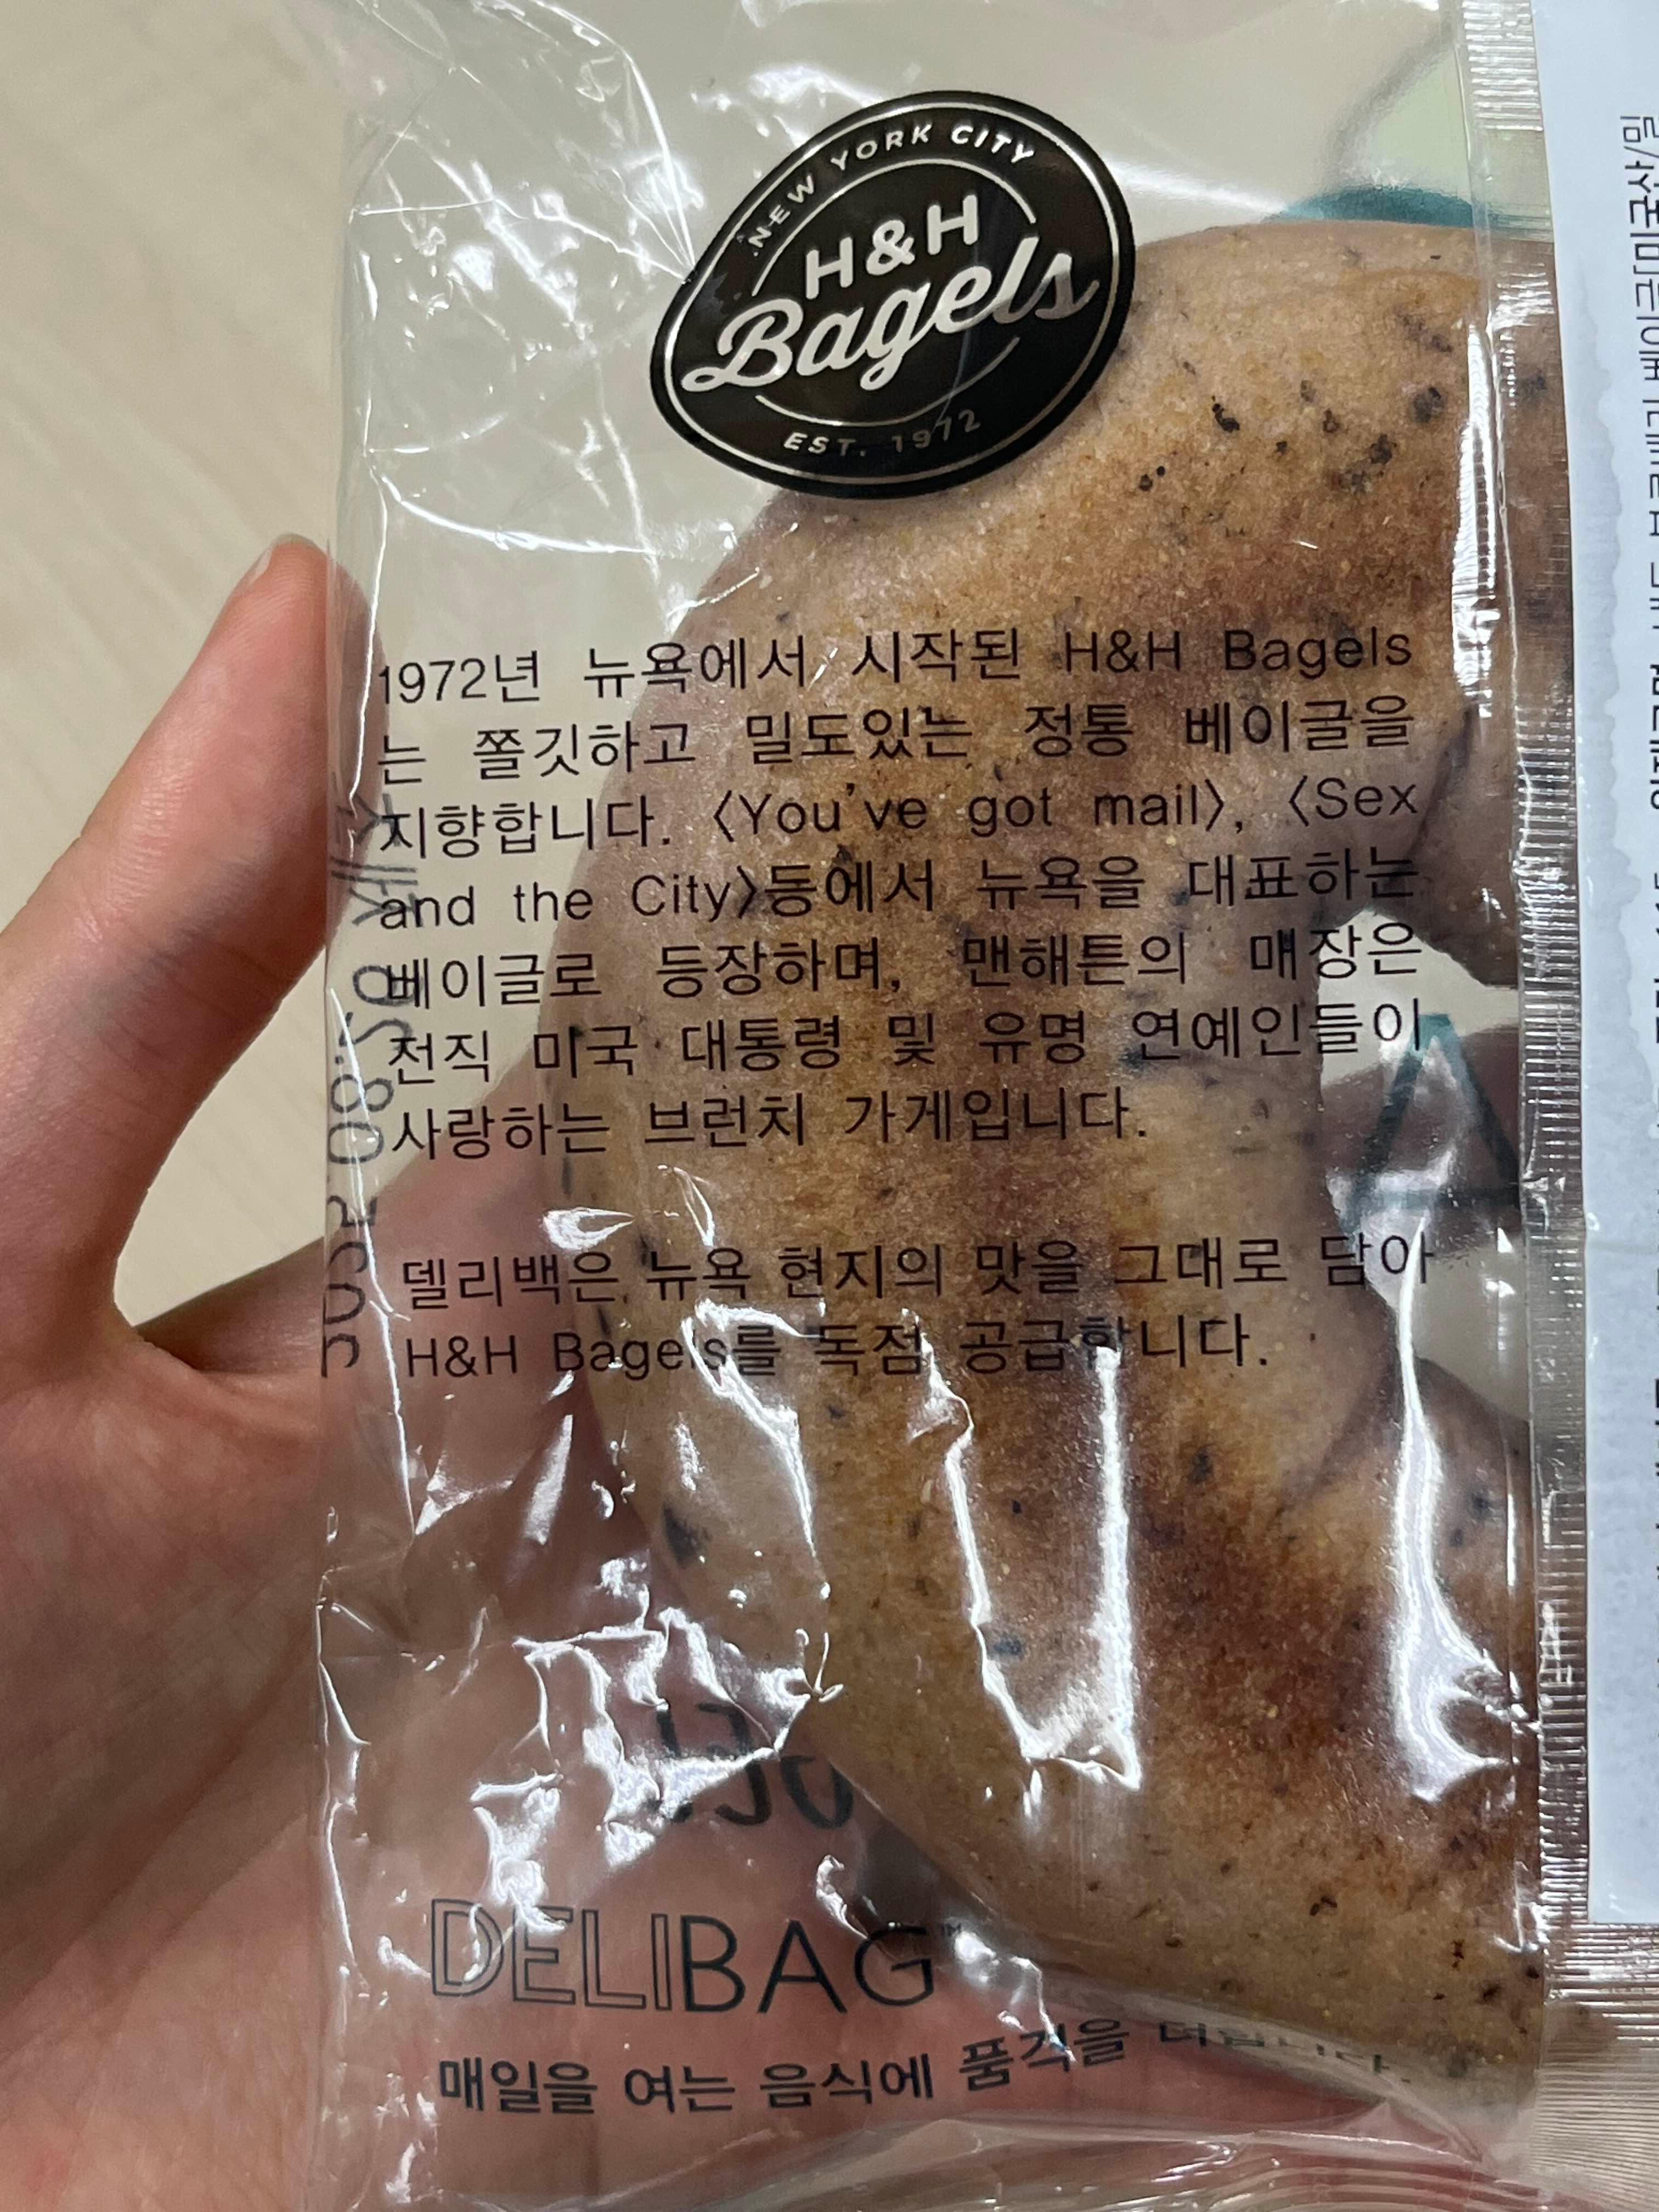 NEW YORK CITY
H&H
Bagels
EST. 1972
1972년 뉴욕에서 시작된 H&H Bagels
는 쫄깃하고 밀도있는 정통 베이글을
지향합니다. 〈You've got mail〉, 〈Sex
and the City〉등에서 뉴욕을 대표하는
베이글로 등장하며, 맨해튼의 매장은
전직 미국 대통령 및 유명 연예인들이
사랑하는 브런치 가게입니다.
델리백은 뉴욕 현지의 맛을 그대로 담아
H&H Bagels를 독점 공급합니다.
DELIBAG™
매일을 여는 음식에 품격을